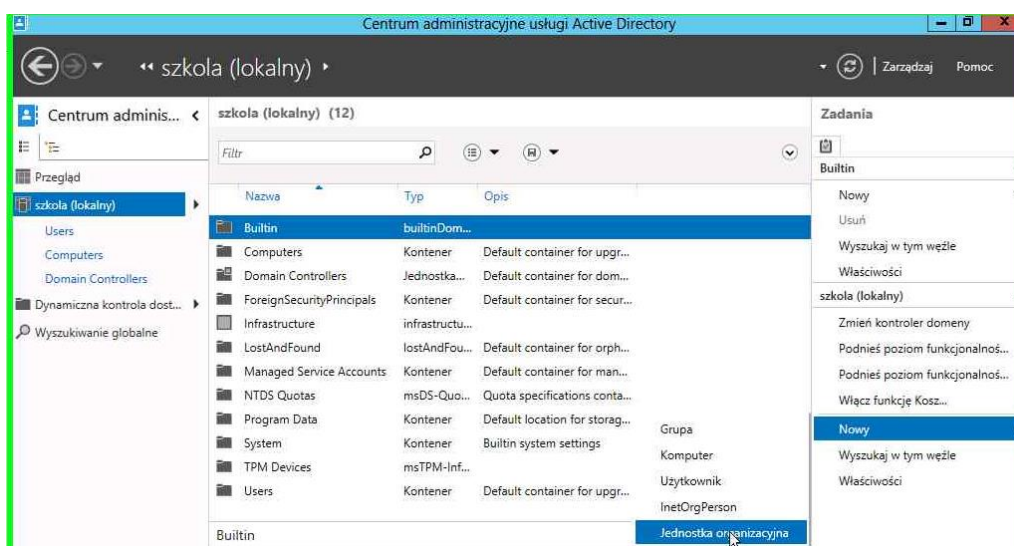 Centrum administracyjne usługi Active Directory
szkola (lokalny)
Zarządzaj Pomoc
Centrum adminis...
Przegląd
szkola (lokalny)
Users
Computers
Domain Controllers
Dynamiczna kontrola dost...
Wyszukiwanie globalne
szkola (lokalny) (12)
Filtr
Nazwa Typ Opis
Builtin builtinDom...
Computers Kontener Default container for upgr...
Domain Controllers Jednostka... Default container for dom...
ForeignSecurityPrincipals Kontener Default container for secur...
Infrastructure infrastructu...
LostAndFound lostAndFou... Default container for orph...
Managed Service Accounts Kontener Default container for man...
NTDS Quotas msDS-Quo... Quota specifications conta...
Program Data Kontener Default location for storag...
System Kontener Builtin system settings
TPM Devices msTPM-Inf...
Users Kontener Default container for upgr...
Builtin
Grupa
Komputer
Użytkownik
InetOrgPerson
Jednostka organizacyjna
Zadania
Builtin
Nowy
Usuń
Wyszukaj w tym węźle
Właściwości
szkola (lokalny)
Zmień kontroler domeny
Podnieś poziom funkcjonalnoś...
Podnieś poziom funkcjonalnoś...
Włącz funkcję Kosz...
Nowy
Wyszukaj w tym węźle
Właściwości